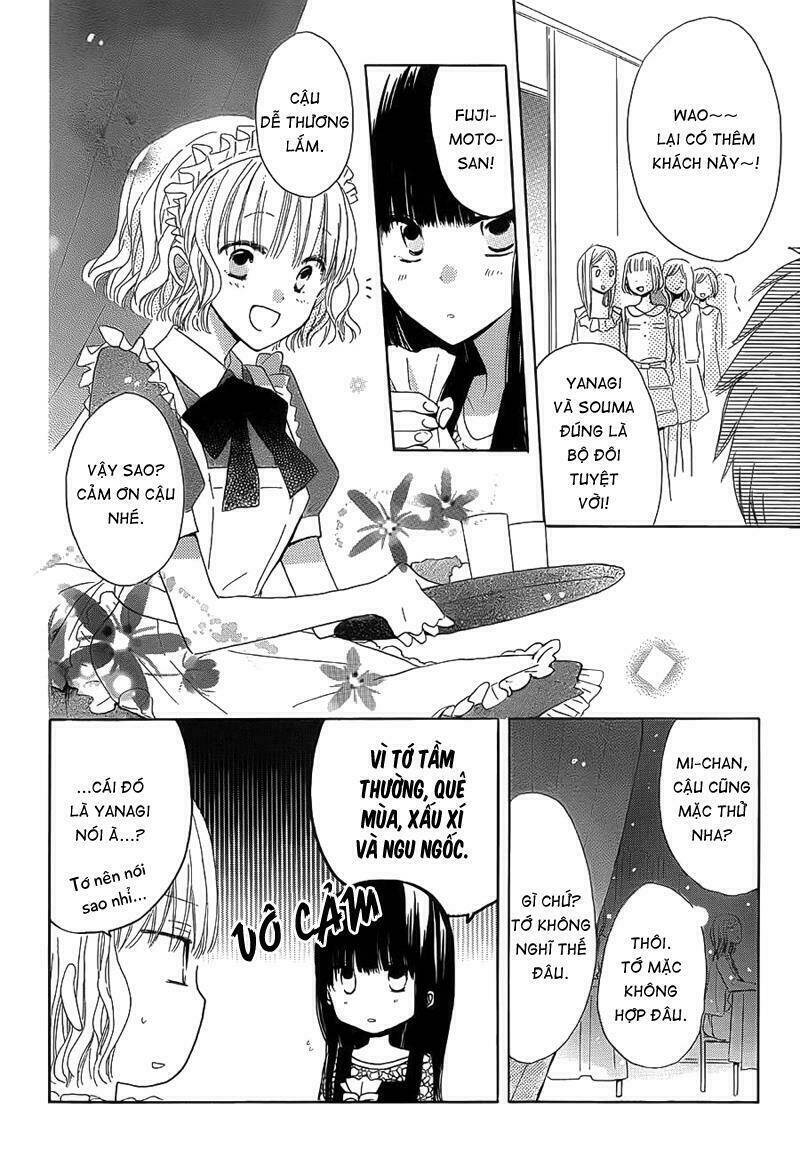 WAO~~
LẠI CÓ THÊM
KHÁCH NÀY~!
YANAGI
VÀ SOUMA
ĐÚNG LÀ
BỘ ĐÔI
TUYỆT
VỜI!
FUJI-
MOTO-
SAN!
CẬU
DỄ THƯƠNG
LẮM.
VẬY SAO?
CẢM ƠN CẬU
NHÉ.
MI-CHAN,
CẬU CŨNG
MẶC THỬ
NHA?
THÔI.
TỚ MẶC
KHÔNG
HỢP ĐÂU.
GÌ CHỨ?
TỚ KHÔNG
NGHĨ THẾ
ĐÂU.
VÌ TỚ TẦM
THƯỜNG, QUÊ
MÙA, XẤU XÍ
VÀ NGU NGỐC.
VÔ CẢM
...CÁI ĐÓ
LÀ YANAGI
NÓI À...?
Tớ nên nói
sao nhỉ...